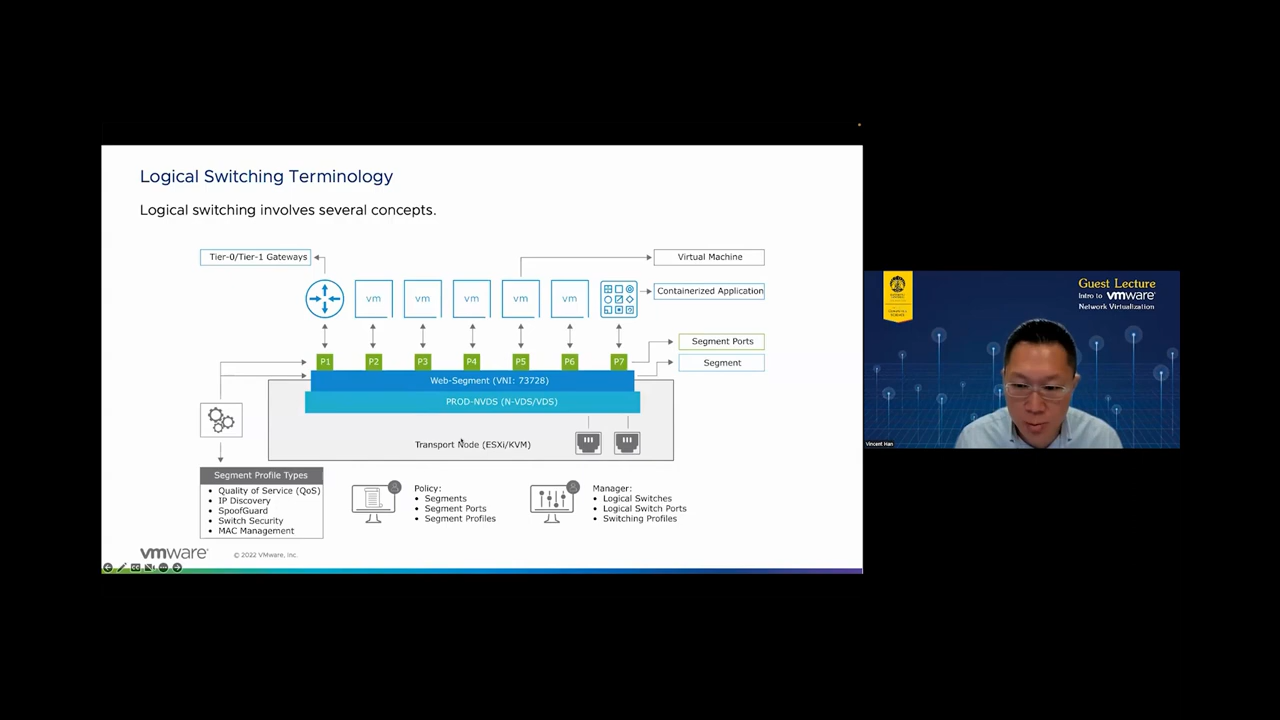 Logical Switching Terminology
Logical switching involves several concepts.
Tier-0/Tier-1 Gateways
Virtual Machine
vm
vm
vm
vm
vm
Containerized Application
P1
P2
P3
P4
P5
P6
P7
Segment Ports
Segment
Web-Segment (VNI: 73728)
PROD-NVDS (N-VDS/VDS)
Transport Node (ESXi/KVM)
Segment Profile Types
• Quality of Service (QoS)
• IP Discovery
• SpoofGuard
• Switch Security
• MAC Management
Policy:
• Segments
• Segment Ports
• Segment Profiles
Manager:
• Logical Switches
• Logical Switch Ports
• Switching Profiles
vmware®
© 2022 VMware, Inc.
Guest Lecture
Intro to vmware®
Network Virtualization
Vincent Han